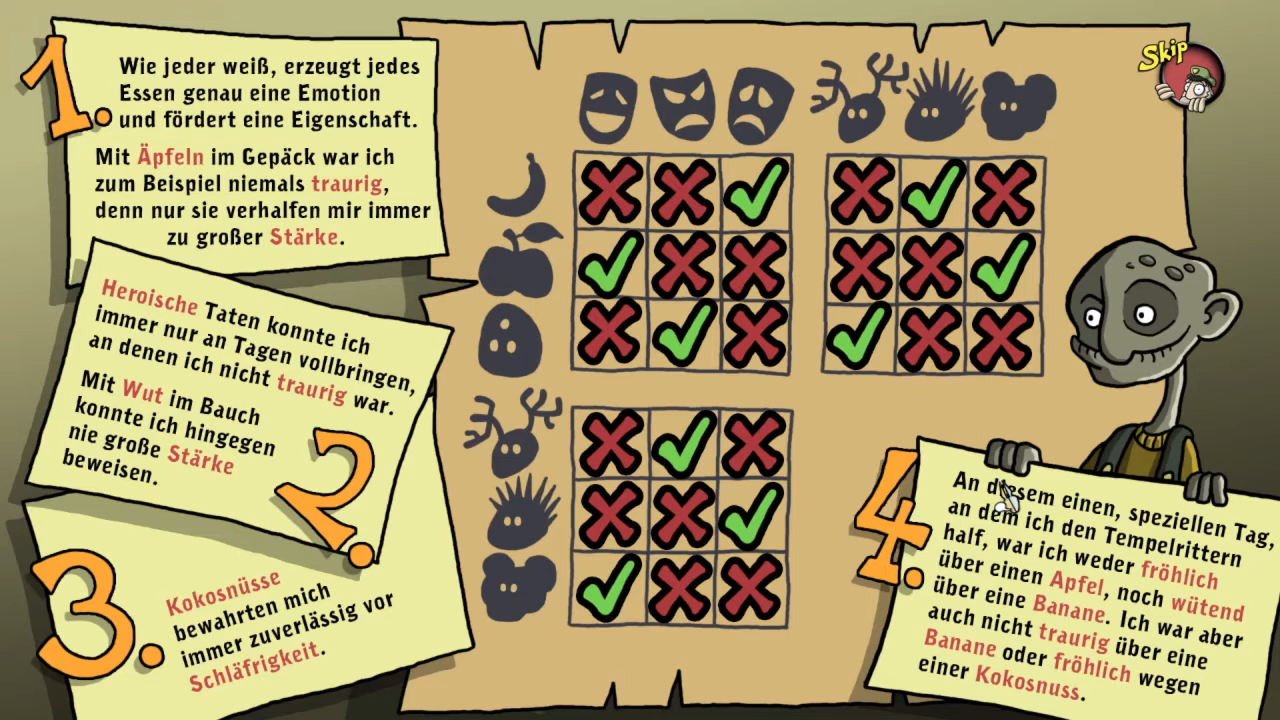 1.
Wie jeder weiß, erzeugt jedes
Essen genau eine Emotion
und fördert eine Eigenschaft.
Mit Äpfeln im Gepäck war ich
zum Beispiel niemals traurig,
denn nur sie verhalfen mir immer
zu großer Stärke.
Heroische Taten konnte ich
immer nur an Tagen vollbringen,
an denen ich nicht traurig war.
Mit Wut im Bauch
konnte ich hingegen
nie große Stärke
beweisen.
2.
3.
Kokosnüsse
bewahrten mich
immer zuverlässig vor
Schläfrigkeit.
Skip
4.
An diesem einen, speziellen Tag,
an dem ich den Tempelrittern
half, war ich weder fröhlich
über einen Apfel, noch wütend
über eine Banane. Ich war aber
auch nicht traurig über eine
Banane oder fröhlich wegen
einer Kokosnuss.